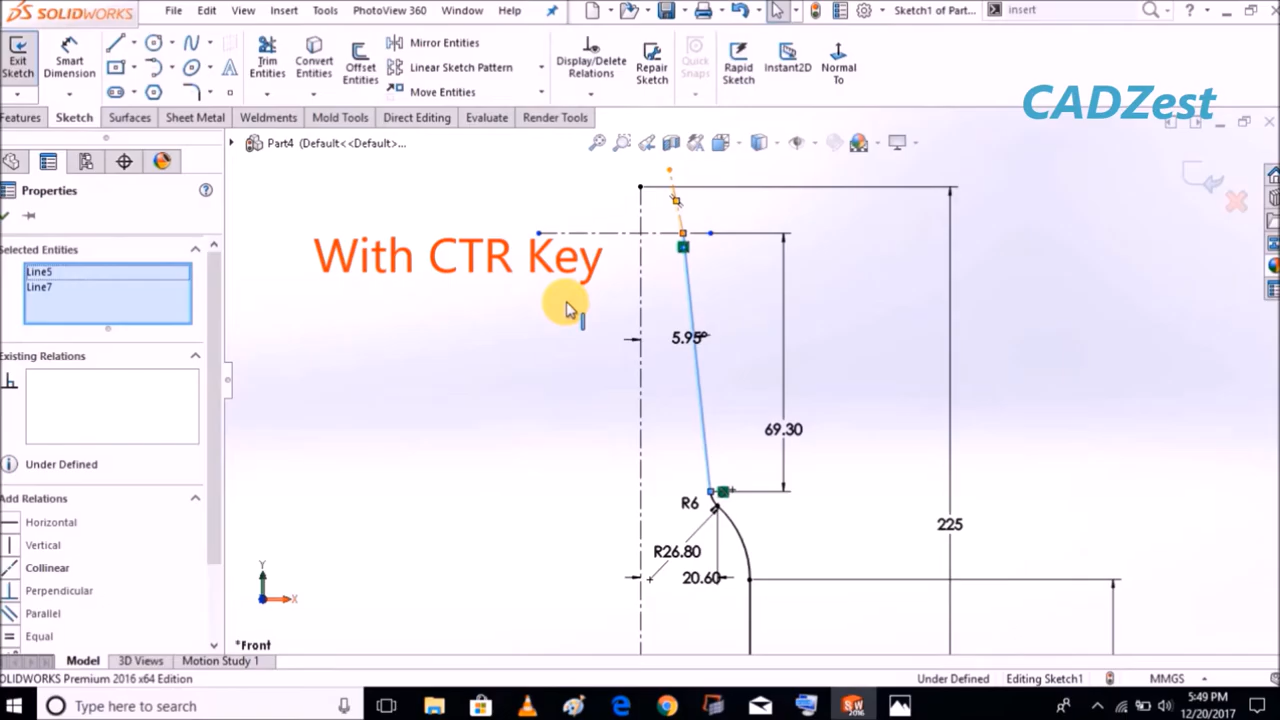 SOLIDWORKS File Edit View Insert Tools PhotoView 360 Window Help Sketch1 of Part... insert ?
Exit Sketch
Smart Dimension
Trim Entities
Convert Entities
Offset Entities
Mirror Entities
Linear Sketch Pattern
Move Entities
Display/Delete Relations
Repair Sketch
Quick Snaps
Rapid Sketch
Instant2D
Normal To
CADZest
Features Sketch Surfaces Sheet Metal Weldments Mold Tools Direct Editing Evaluate Render Tools
Part4 (Default<<Default>...
Properties
Selected Entities
Line5
Line7
Existing Relations
Under Defined
Add Relations
Horizontal
Vertical
Collinear
Perpendicular
Parallel
Equal
With CTR Key
5.95°
69.30
R6
225
R26.80
20.60
Y
X
*Front
Model 3D Views Motion Study 1
SOLIDWORKS Premium 2016 x64 Edition Under Defined Editing Sketch1 MMGS
Type here to search
SW
2016
5:49 PM
12/20/2017